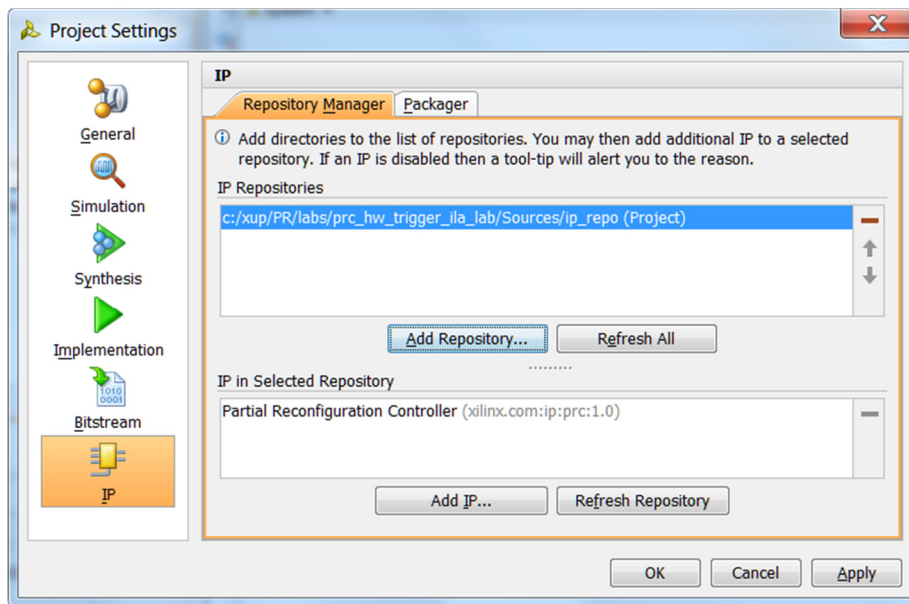 Project Settings
X
General
Simulation
Synthesis
Implementation
1010
0001
Bitstream
IP
IP
Repository Manager
Packager
Add directories to the list of repositories. You may then add additional IP to a selected
repository. If an IP is disabled then a tool-tip will alert you to the reason.
IP Repositories
c:/xup/PR/labs/prc_hw_trigger_ila_lab/Sources/ip_repo (Project)
Add Repository...
Refresh All
IP in Selected Repository
Partial Reconfiguration Controller (xilinx.com:ip:prc:1.0)
Add IP...
Refresh Repository
OK
Cancel
Apply